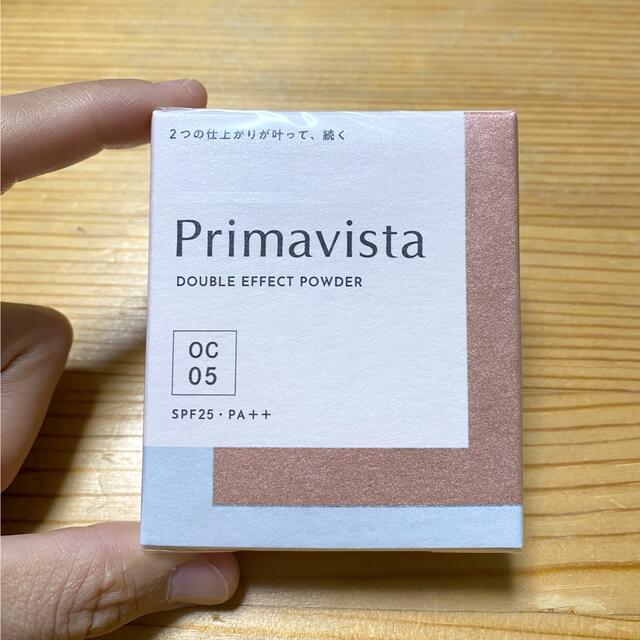 2つの仕上がりが叶って、続く
Primavista
DOUBLE EFFECT POWDER
OC
05
SPF25・PA++